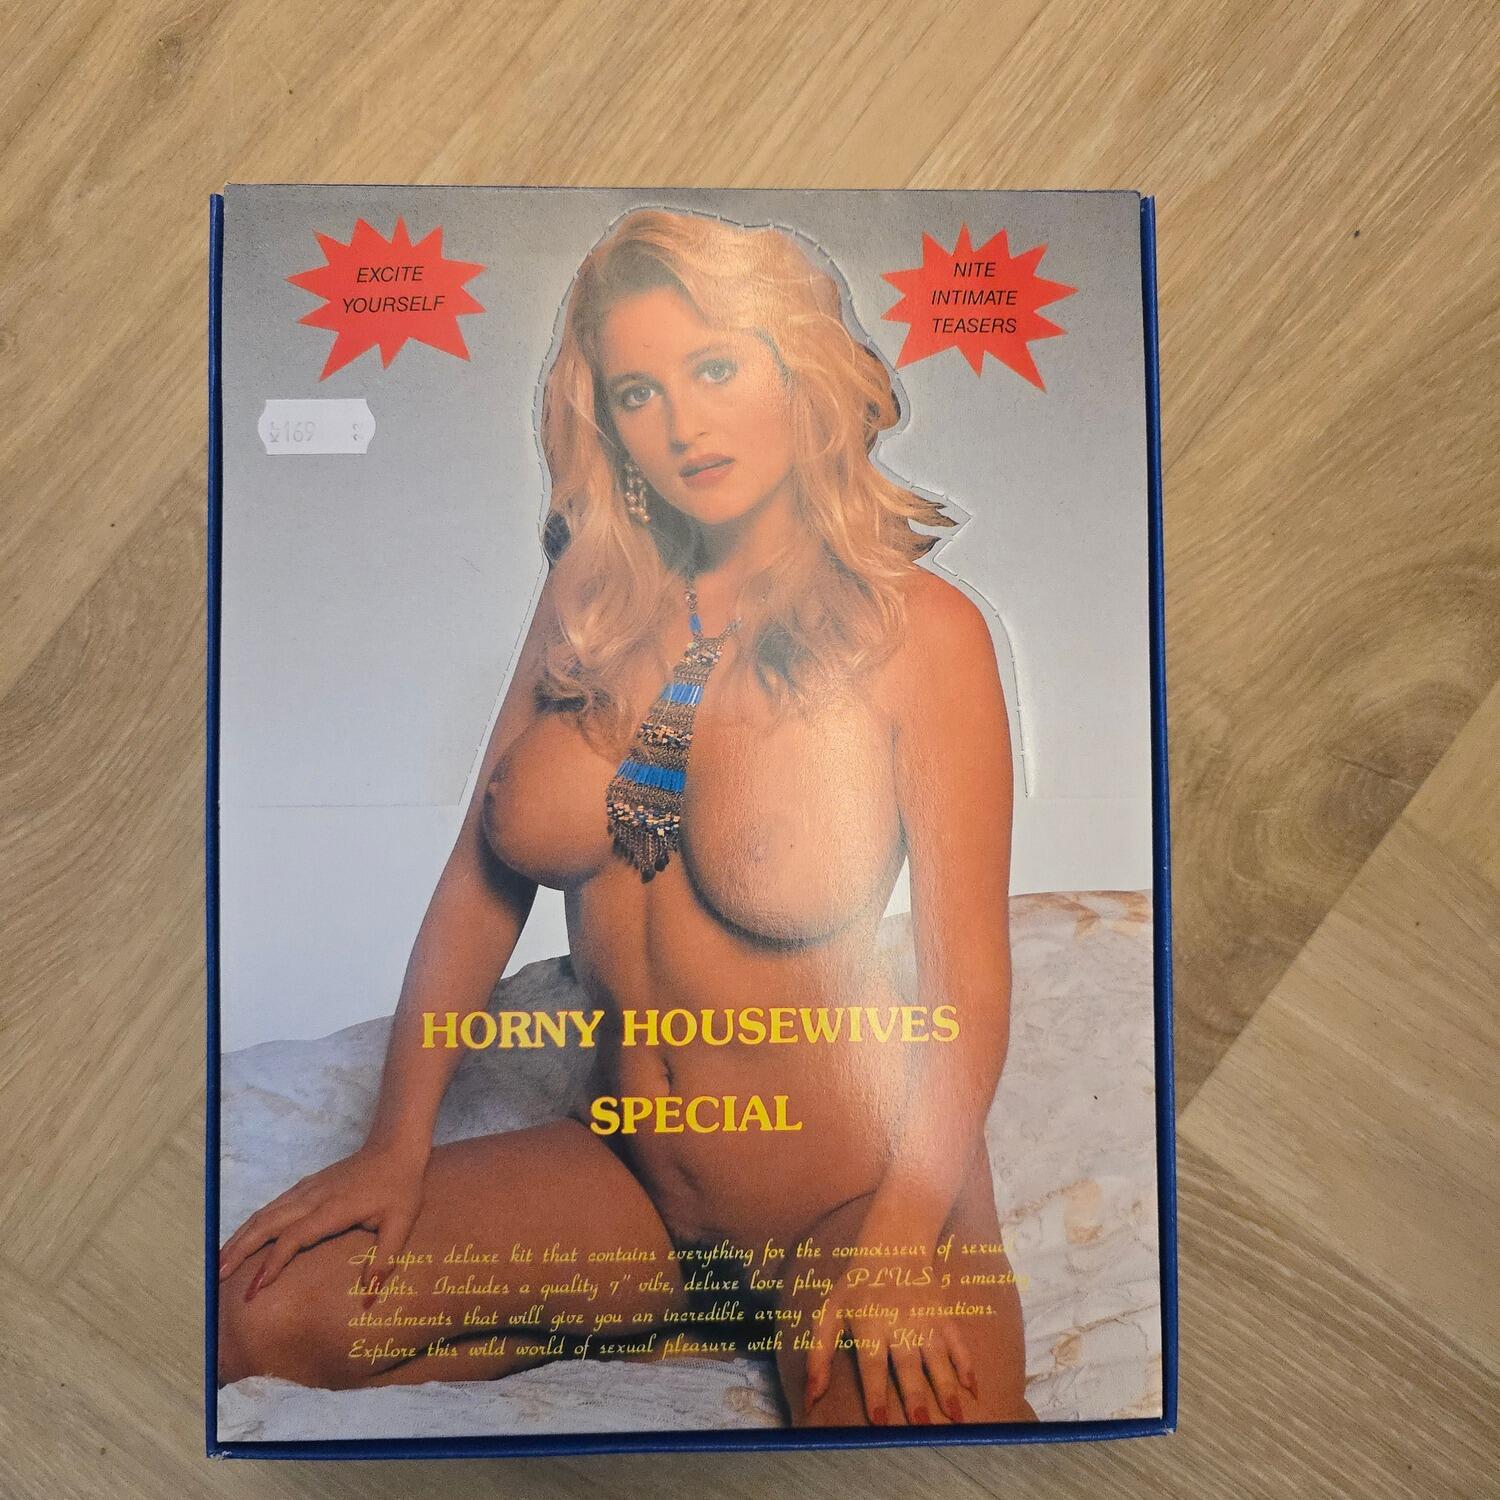 EXCITE
YOURSELF
NITE
INTIMATE
TEASERS
169
HORNY HOUSEWIVES
SPECIAL
A super deluxe kit that contains everything for the connoisseur of sexual
delights. Includes a quality 7" vibe, deluxe love plug, PLUS 5 amazing
attachments that will give you an incredible array of exciting sensations.
Explore this wild world of sexual pleasure with this horny Kit!